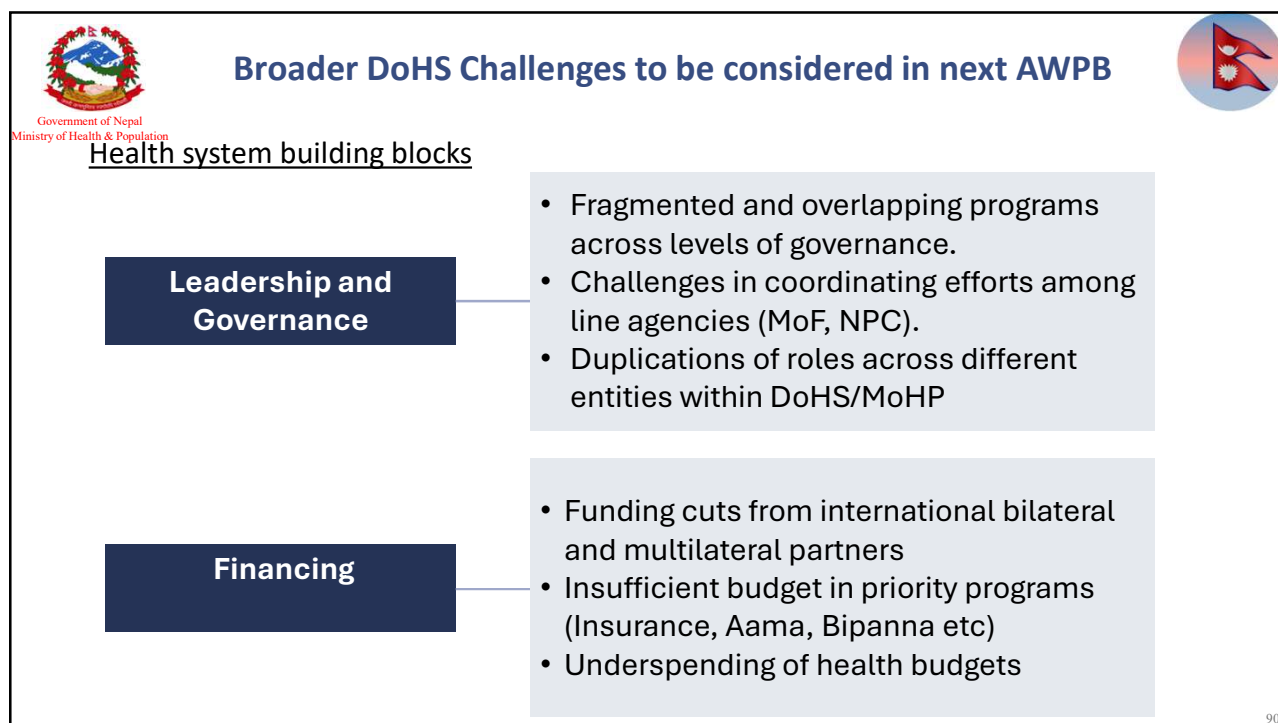 Broader DoHS Challenges to be considered in next AWPB
Government of Nepal
Ministry of Health & Population
Health system building blocks
Leadership and
Governance
• Fragmented and overlapping programs
across levels of governance.
• Challenges in coordinating efforts among
line agencies (MoF, NPC).
• Duplications of roles across different
entities within DoHS/MoHP
Financing
• Funding cuts from international bilateral
and multilateral partners
• Insufficient budget in priority programs
(Insurance, Aama, Bipanna etc)
• Underspending of health budgets
90